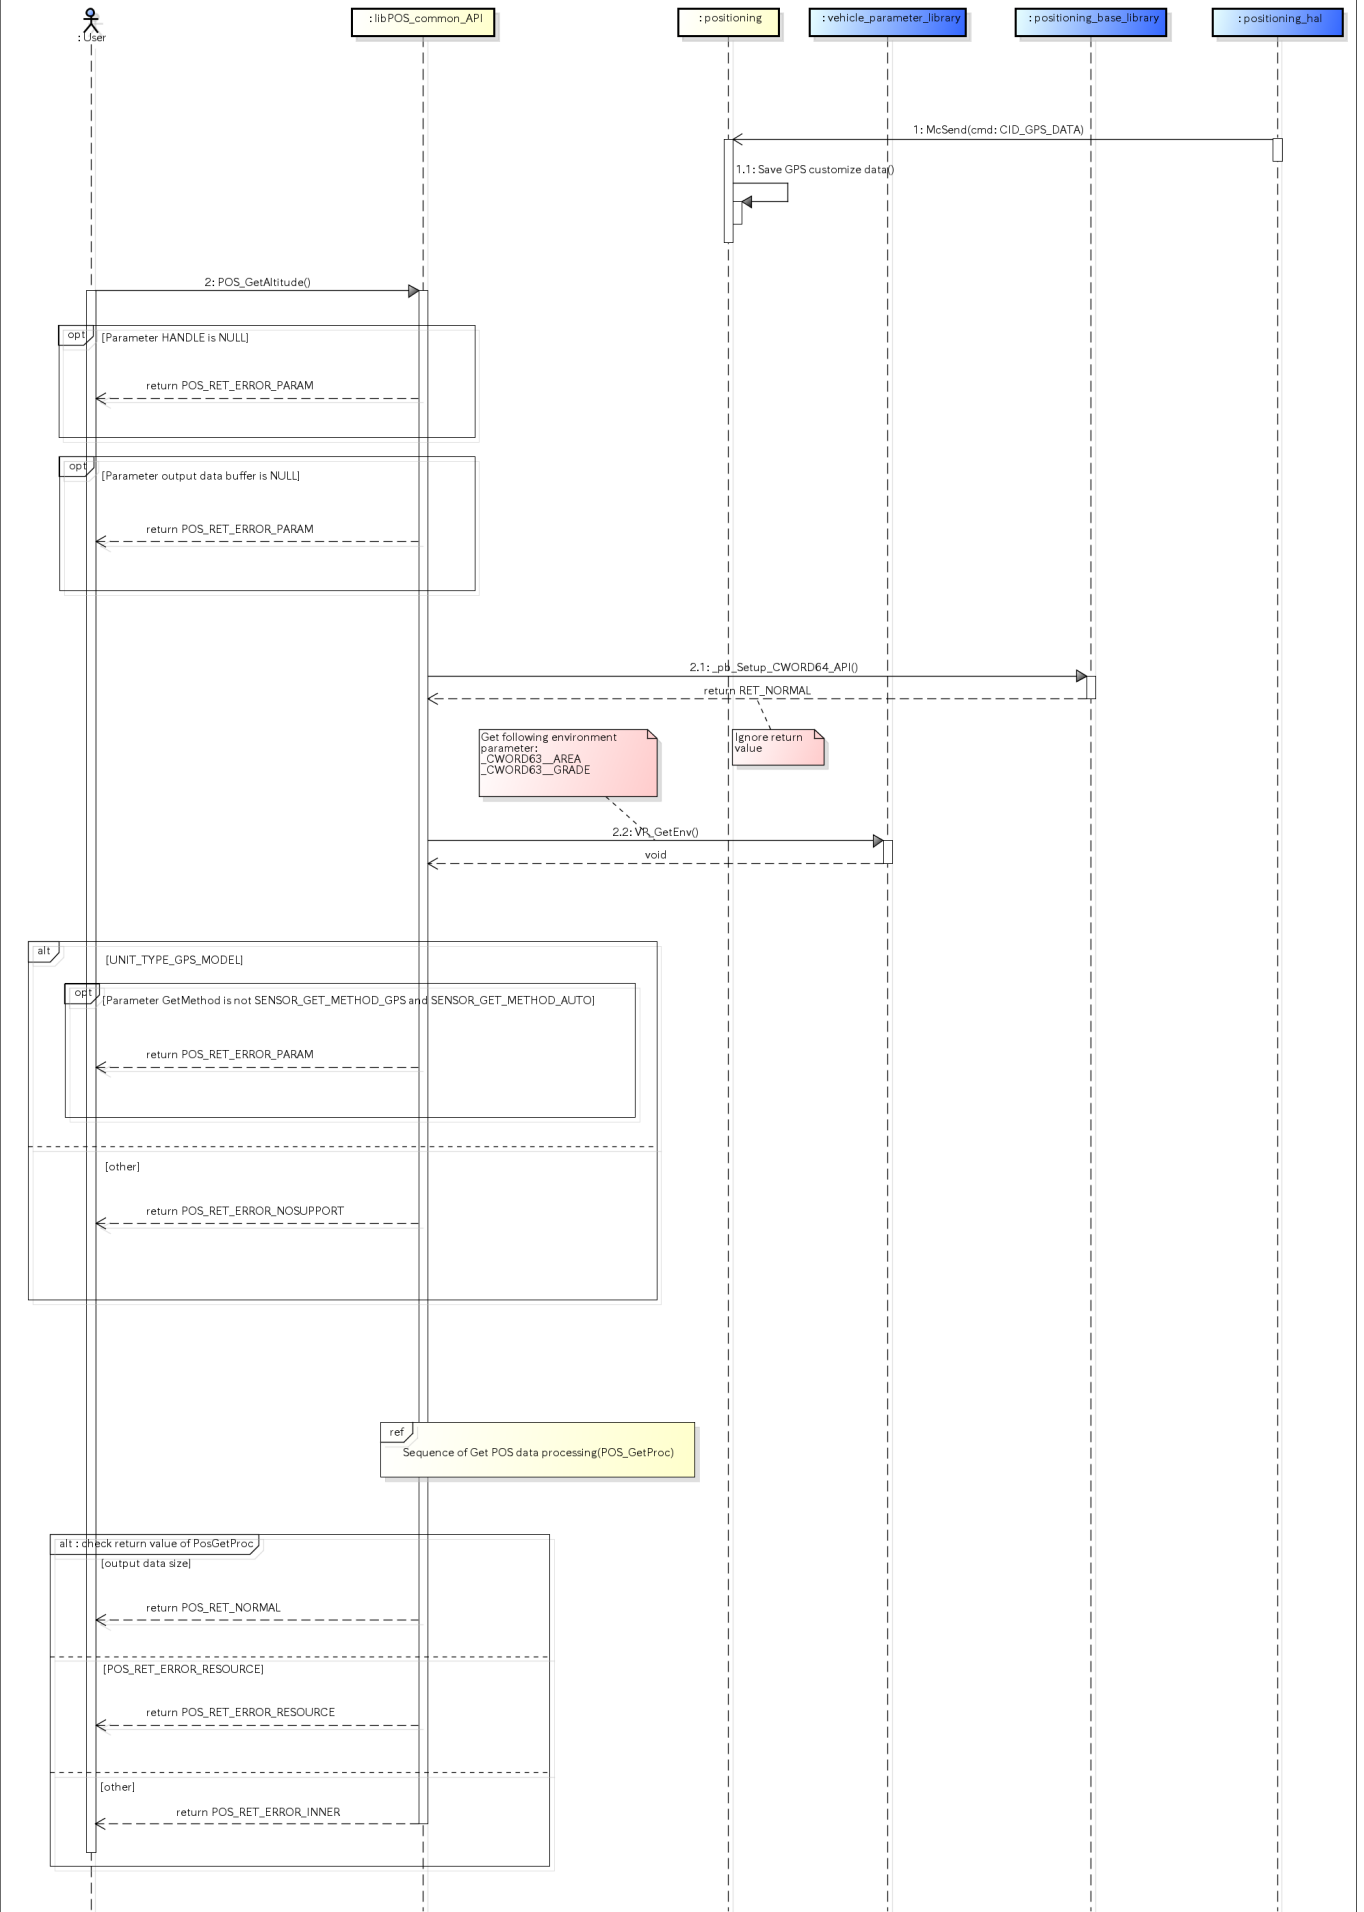 : User
: libPOS_common_API
: positioning
: vehicle_parameter_library
: positioning_base_library
: positioning_hal
1: McSend(cmd: CID_GPS_DATA)
1.1: Save GPS customize data()
2: POS_GetAltitude()
opt
[Parameter HANDLE is NULL]
return POS_RET_ERROR_PARAM
opt
[Parameter output data buffer is NULL]
return POS_RET_ERROR_PARAM
2.1: _pb_Setup_CWORD64_API()
return RET_NORMAL
Get following environment
parameter:
_CWORD63__AREA
_CWORD63__GRADE
Ignore return
value
2.2: VP_GetEnv()
void
alt
[UNIT_TYPE_GPS_MODEL]
opt
[Parameter GetMethod is not SENSOR_GET_METHOD_GPS and SENSOR_GET_METHOD_AUTO]
return POS_RET_ERROR_PARAM
[other]
return POS_RET_ERROR_NOSUPPORT
ref
Sequence of Get POS data processing(POS_GetProc)
alt : check return value of PosGetProc
[output data size]
return POS_RET_NORMAL
[POS_RET_ERROR_RESOURCE]
return POS_RET_ERROR_RESOURCE
[other]
return POS_RET_ERROR_INNER